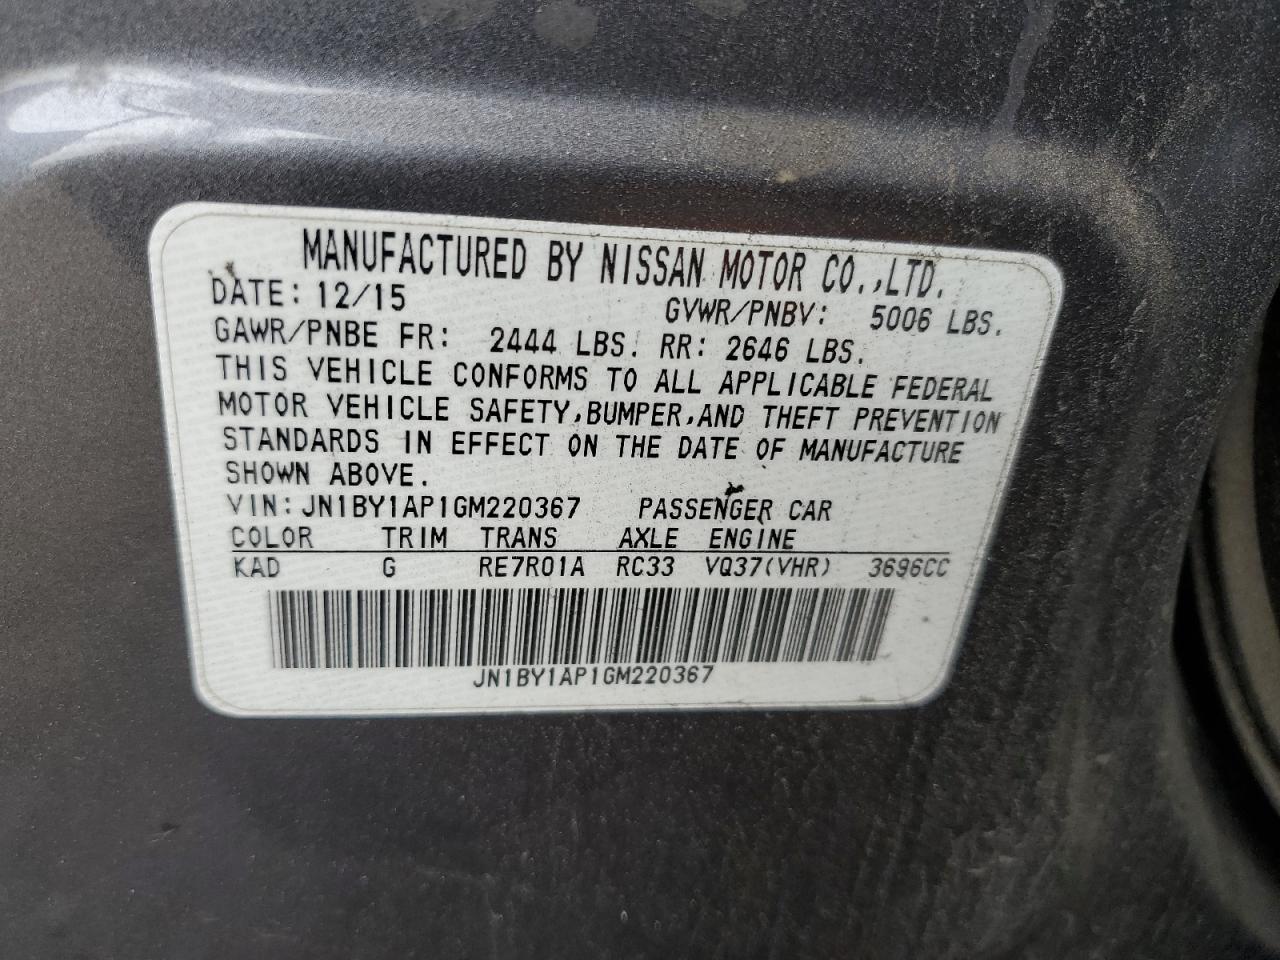 MANUFACTURED BY NISSAN MOTOR CO.,LTD.
DATE: 12/15 GVWR/PNBV: 5006 LBS.
GAWR/PNBE FR: 2444 LBS. RR: 2646 LBS.
THIS VEHICLE CONFORMS TO ALL APPLICABLE FEDERAL
MOTOR VEHICLE SAFETY,BUMPER,AND THEFT PREVENTION
STANDARDS IN EFFECT ON THE DATE OF MANUFACTURE
SHOWN ABOVE.
VIN: JN1BY1AP1GM220367 PASSENGER CAR
COLOR TRIM TRANS AXLE ENGINE
KAD G RE7R01A RC33 VQ37(VHR) 3696CC
JN1BY1AP1GM220367